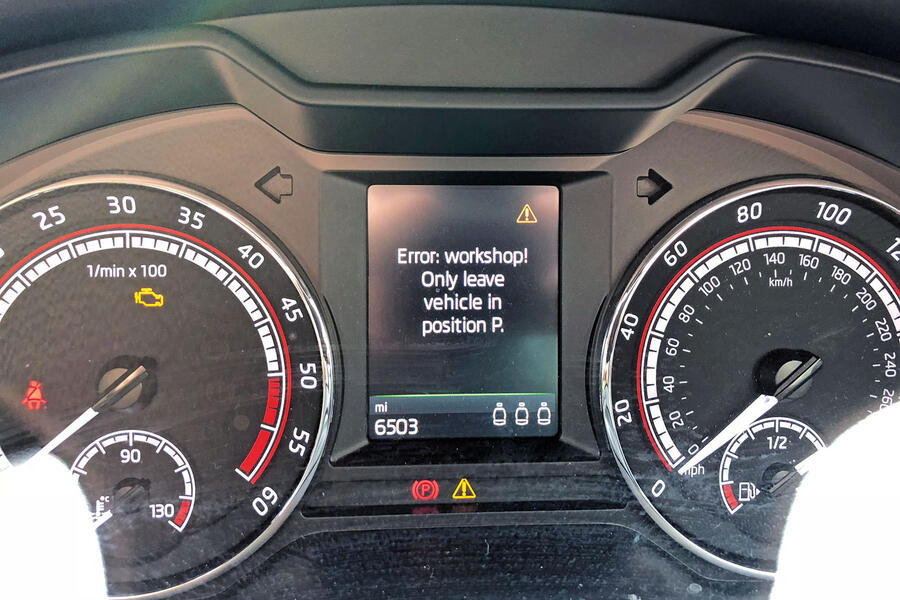 25 30 35 40 45 50 55 60
1/min x 100
90
130
°C
Error: workshop!
Only leave
vehicle in
position P.
mi
6503
P
0 20 40 60 80 100
km/h
0 20 40 60 80 100 120 140 160 180 200 220 240
mph
1/2